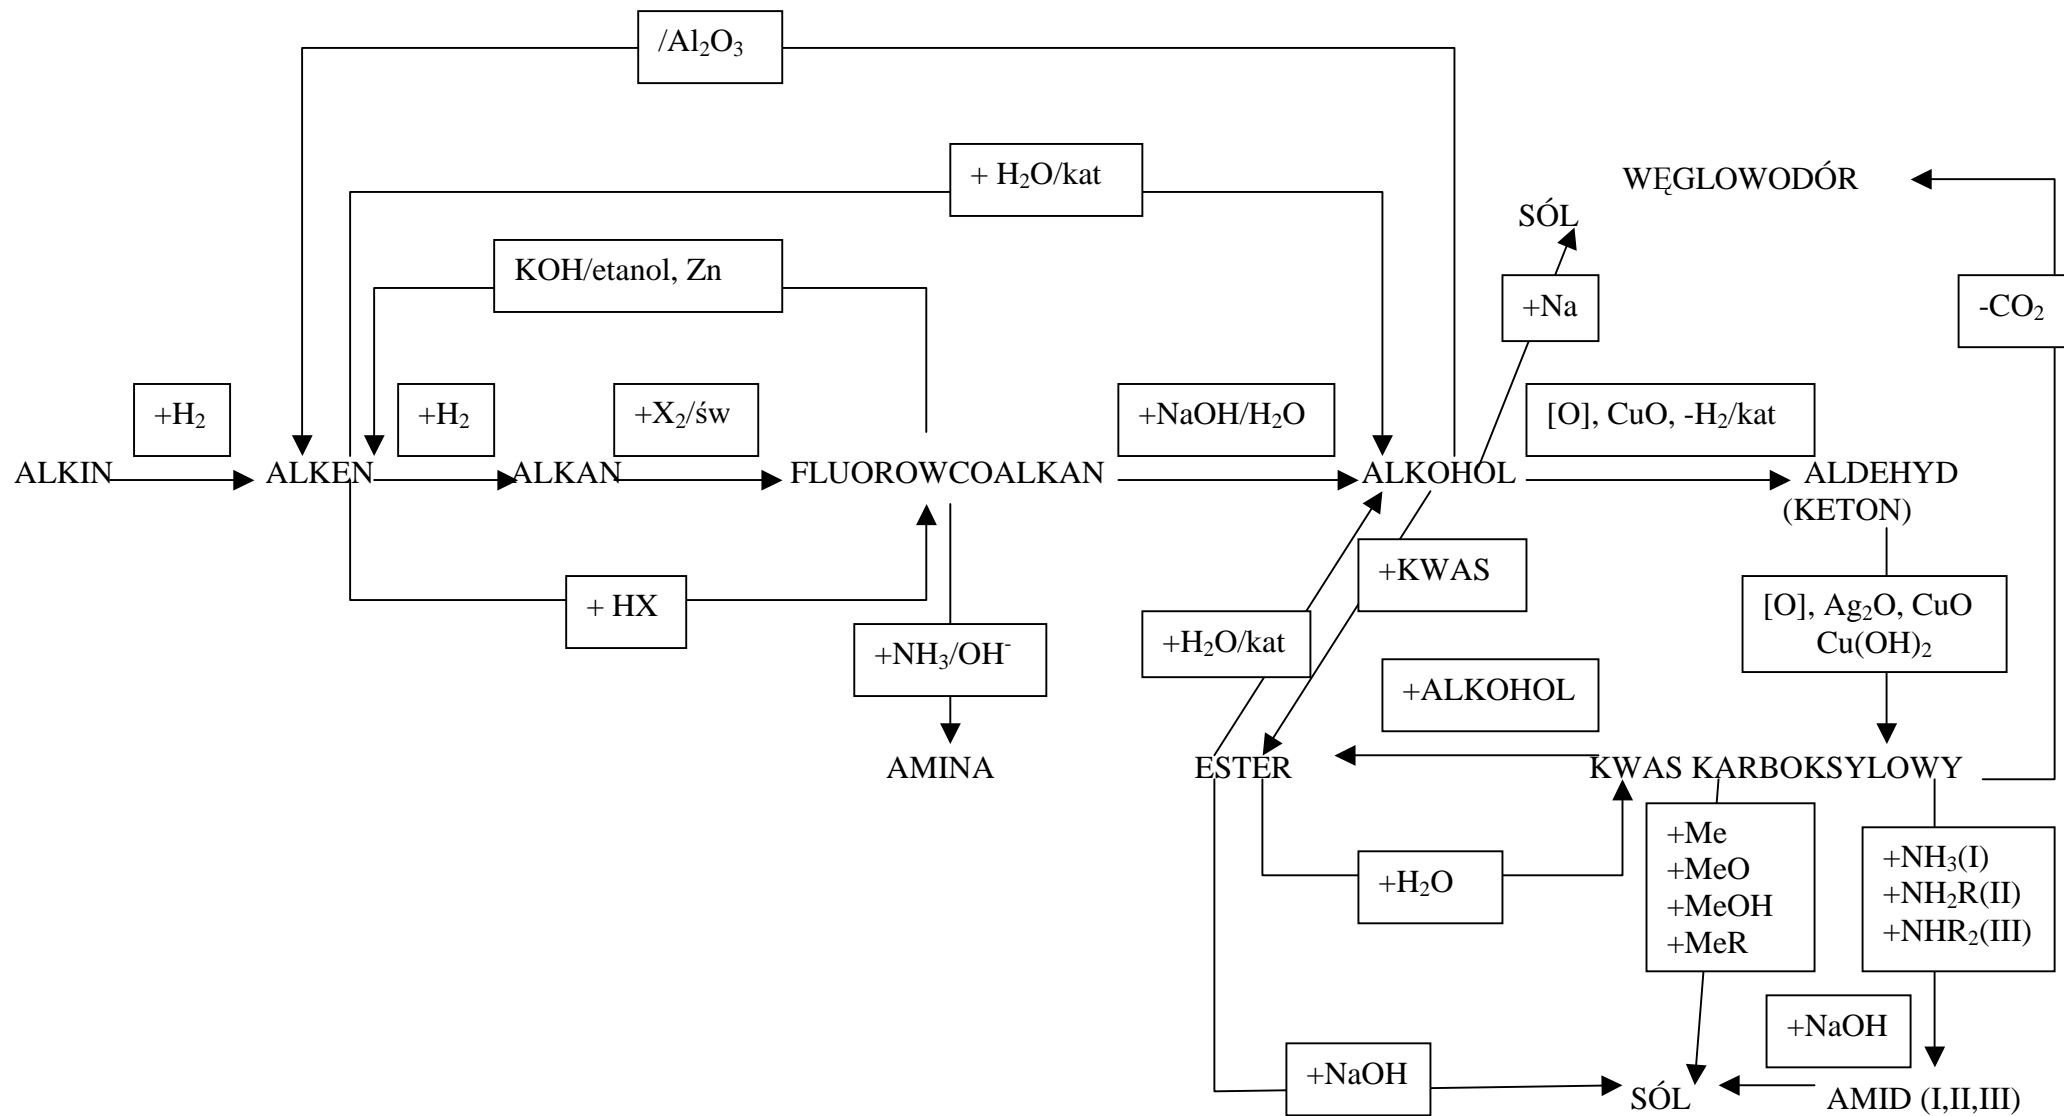 /Al₂O₃
+ H₂O/kat
WĘGLOWODÓR
SÓL
KOH/etanol, Zn
+Na
-CO₂
+H₂
+H₂
+X₂/św
+NaOH/H₂O
[O], CuO, -H₂/kat
ALKIN
ALKEN
ALKAN
FLUOROWCOALKAN
ALKOHOL
ALDEHYD
(KETON)
+KWAS
+ HX
[O], Ag₂O, CuO
Cu(OH)₂
+H₂O/kat
+NH₃/OH⁻
+ALKOHOL
AMINA
ESTER
KWAS KARBOKSYLOWY
+Me
+MeO
+MeOH
+MeR
+NH₃(I)
+NH₂R(II)
+NHR₂(III)
+H₂O
+NaOH
+NaOH
SÓL
AMID (I,II,III)